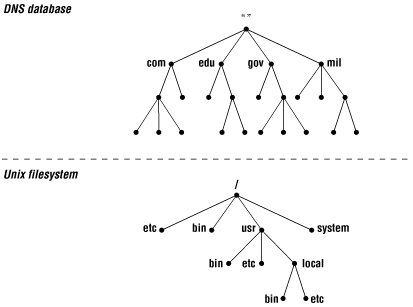 DNS database
" "
com edu gov mil
Unix filesystem
/
etc bin usr system
bin etc local
bin etc